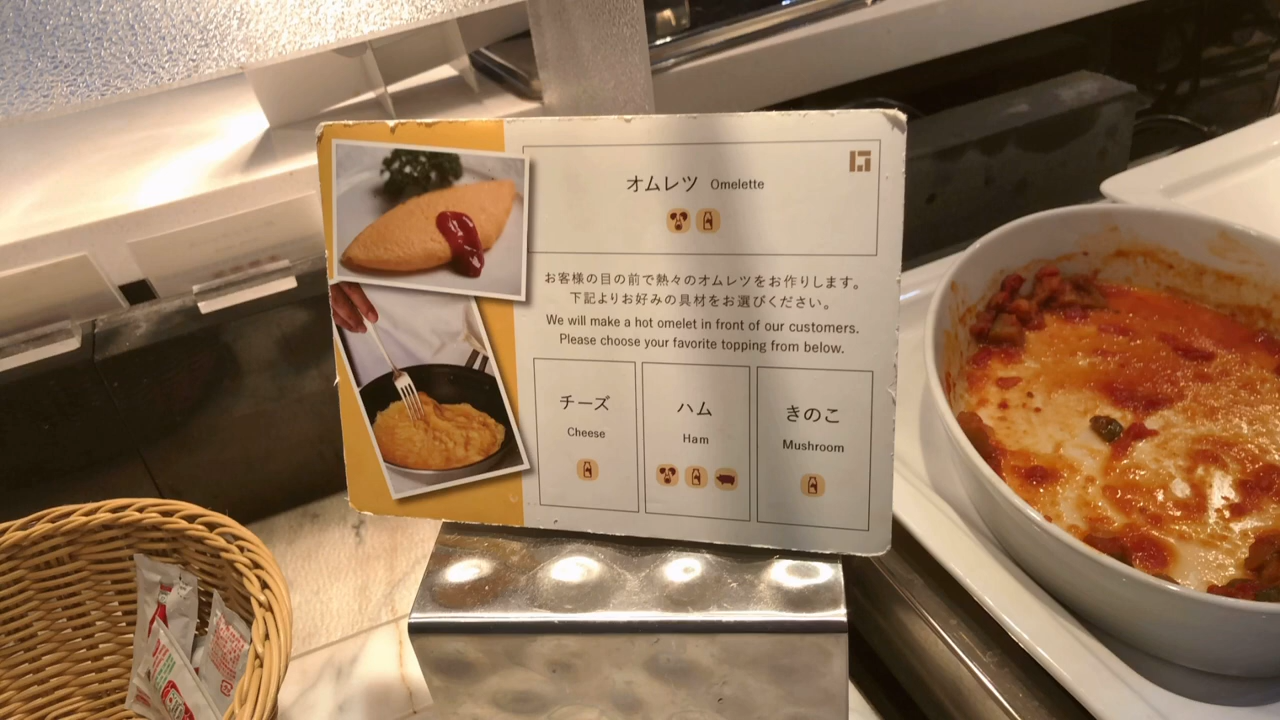 オムレツ Omelette
お客様の目の前で熱々のオムレツをお作りします。
下記よりお好みの具材をお選びください。
We will make a hot omelet in front of our customers.
Please choose your favorite topping from below.
チーズ
Cheese
ハム
Ham
きのこ
Mushroom